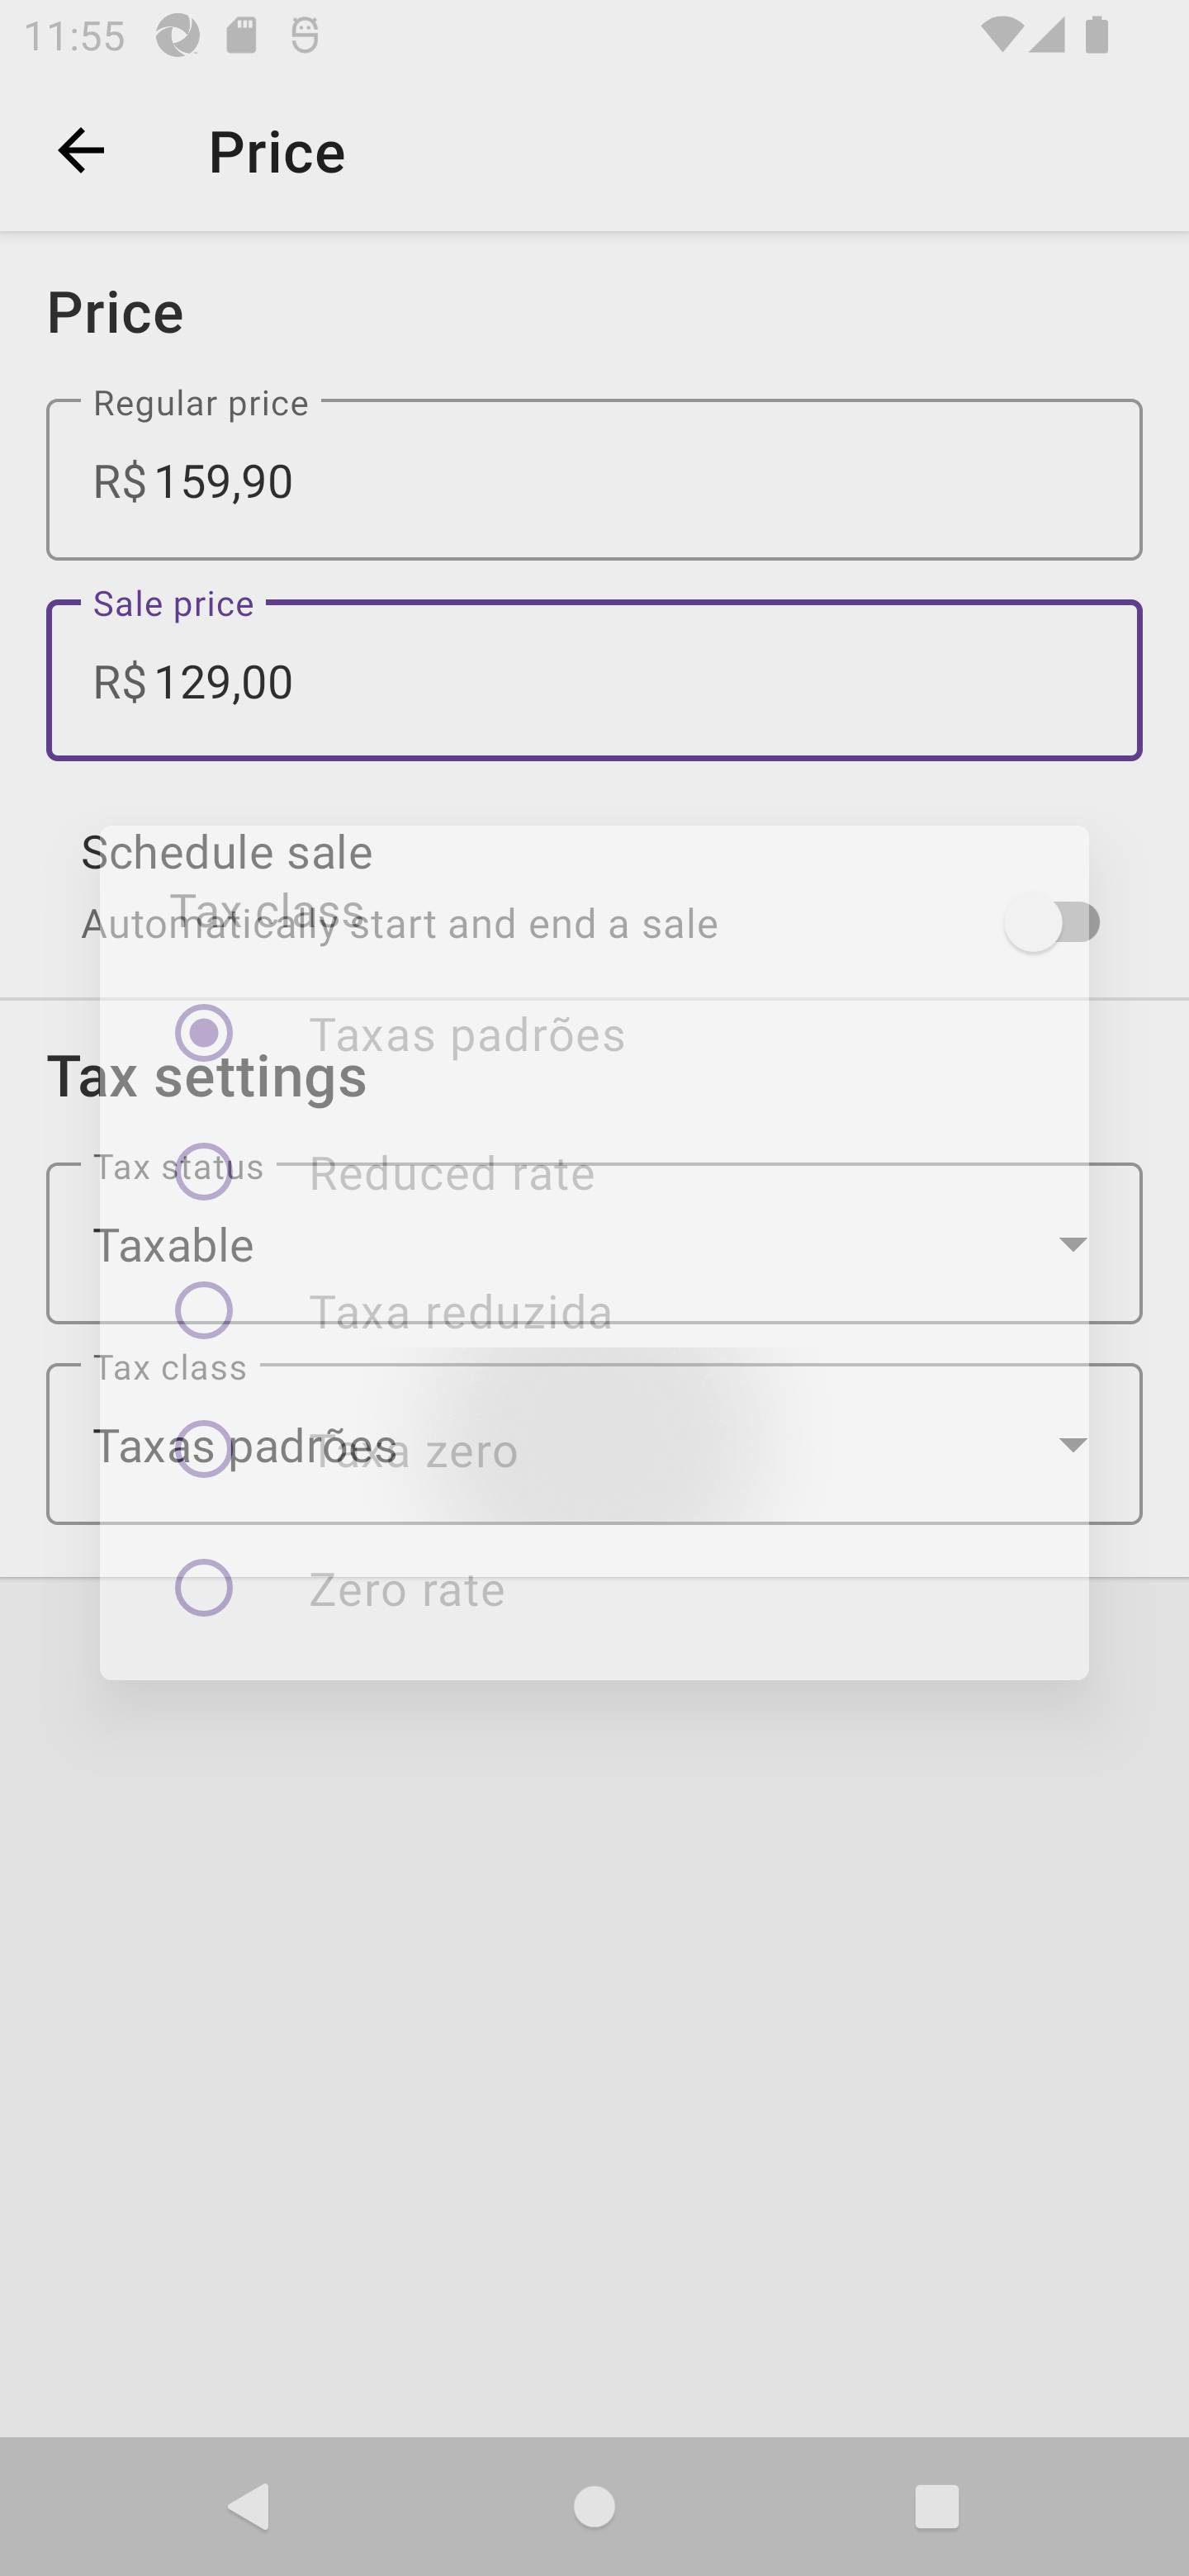 11:55
Price
Price
Regular price
R$ 159,90
Sale price
R$ 129,00
Schedule sale
Automatically start and end a sale
Tax settings
Tax status
Taxable
Tax class
Taxas padrões
Tax class
Taxas padrões
Reduced rate
Taxa reduzida
Taxa zero
Zero rate